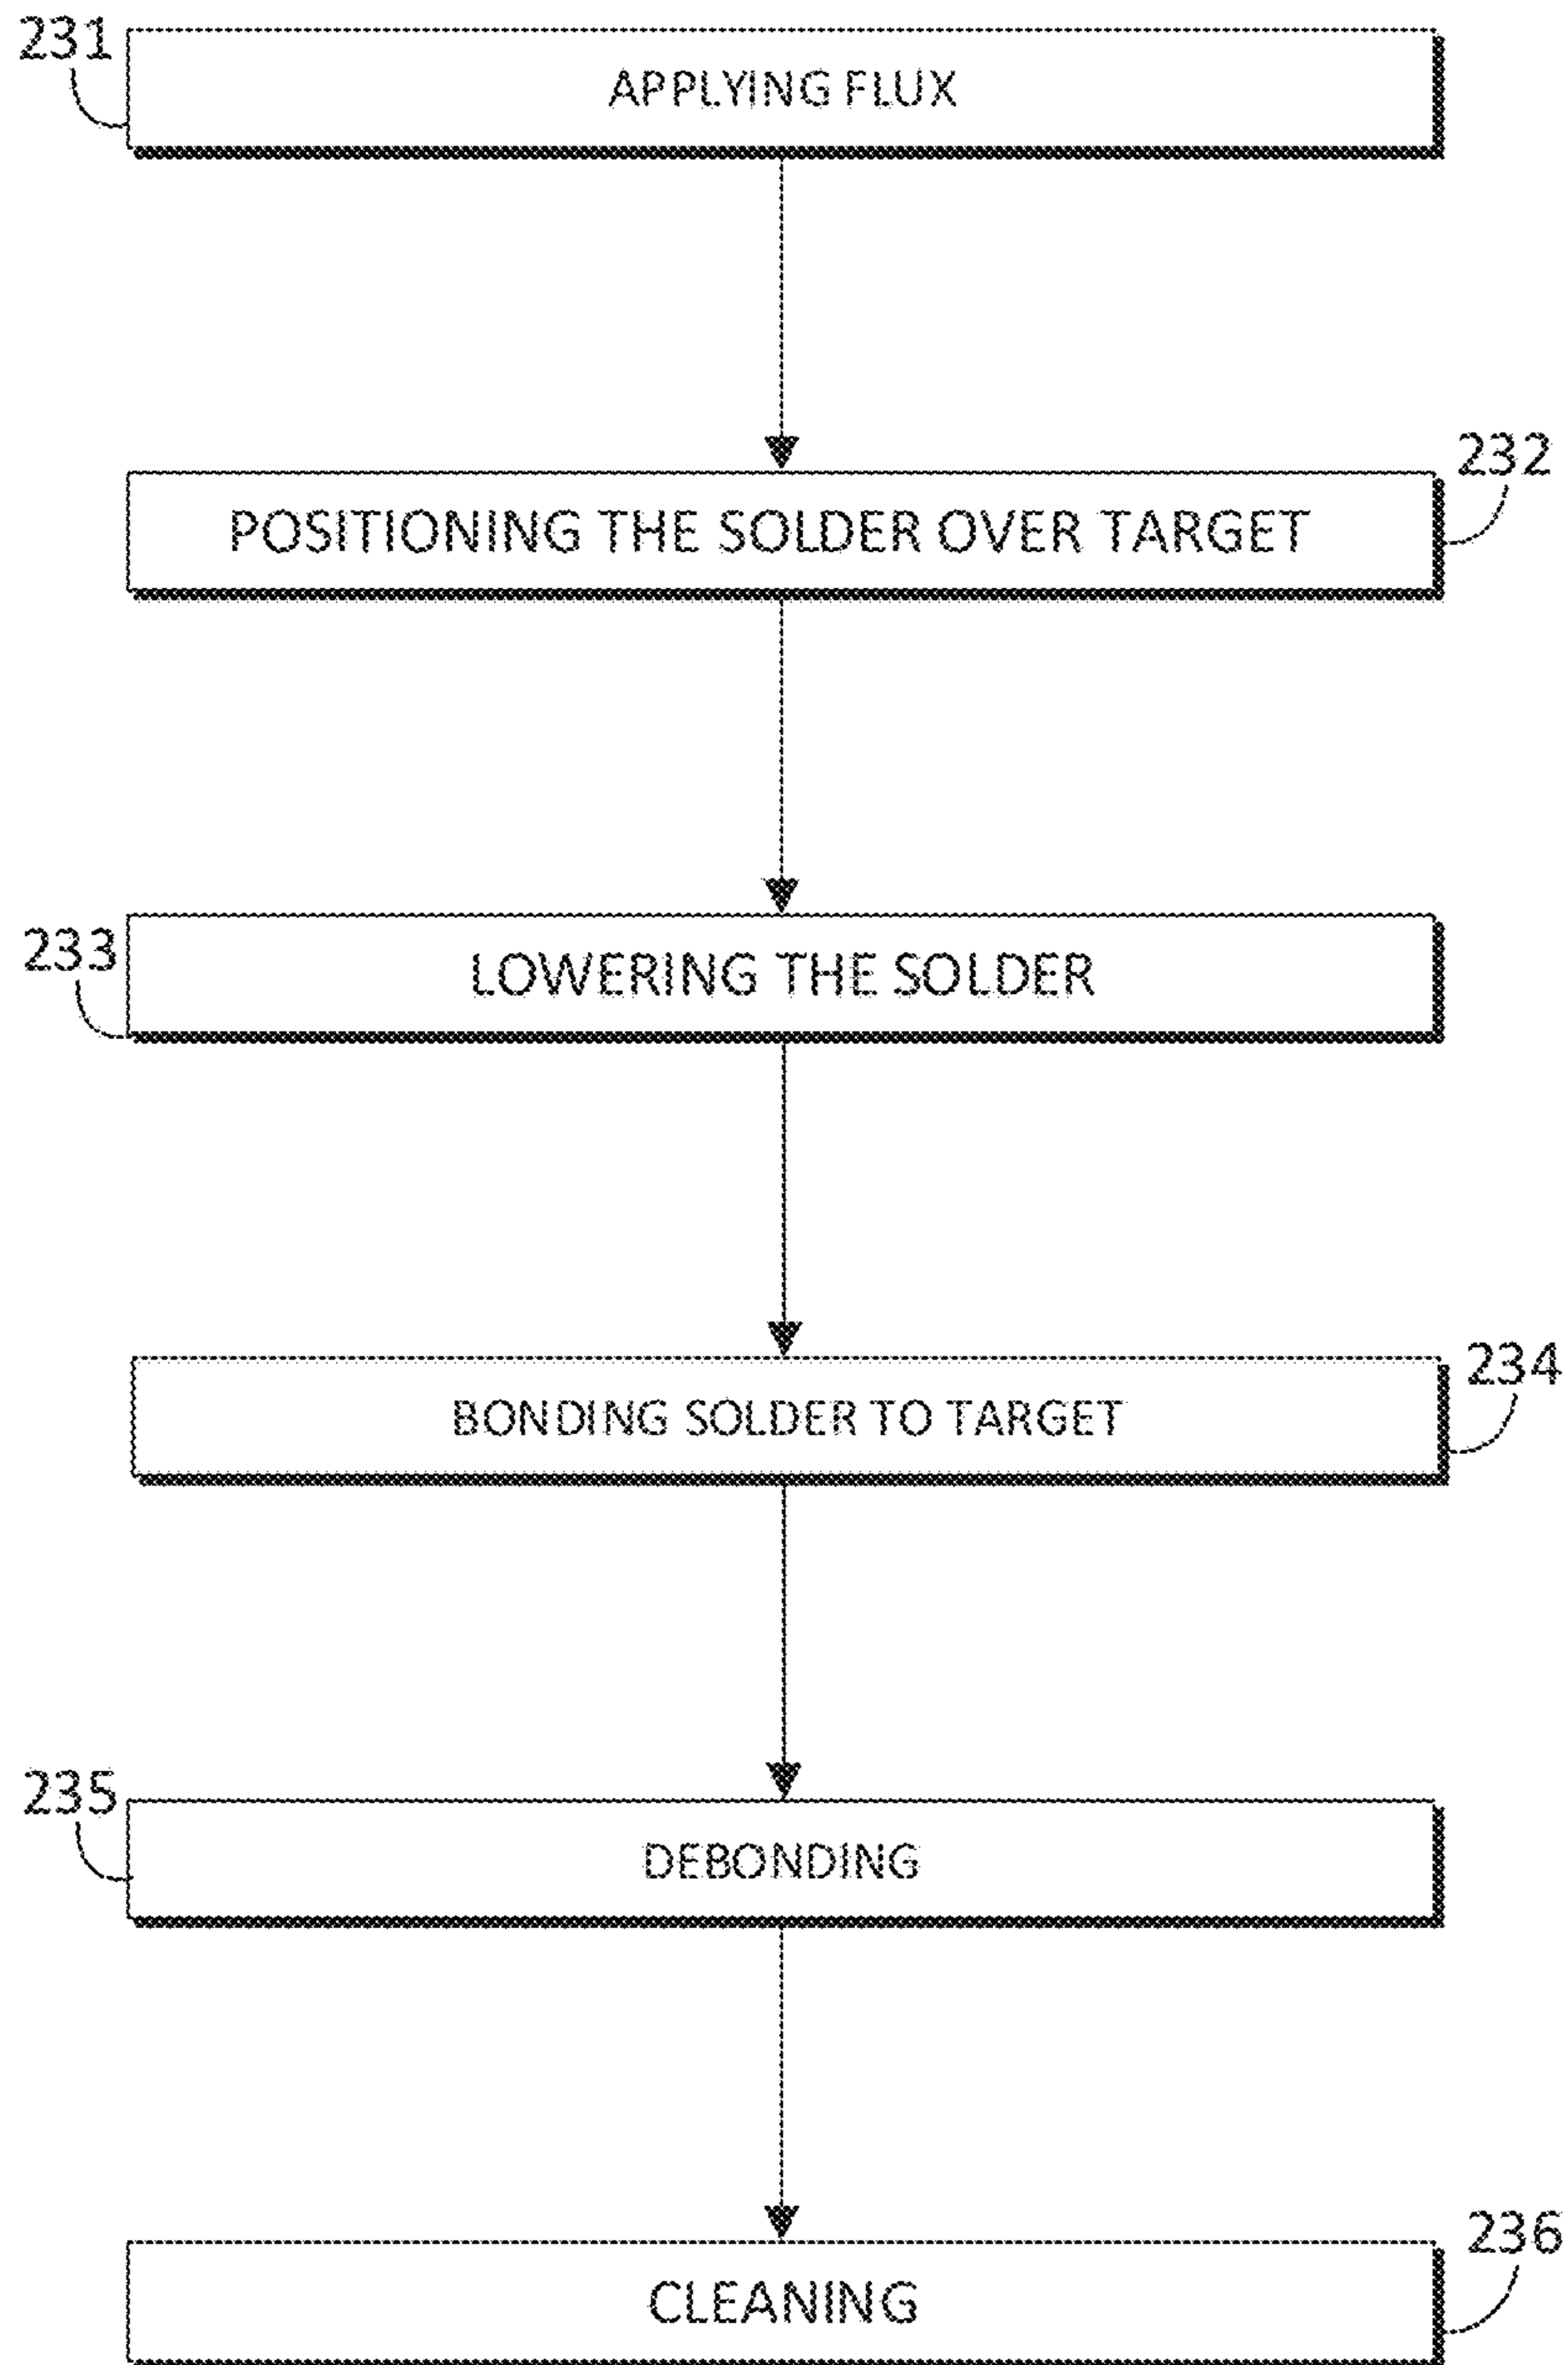 231
APPLYING FLUX
232
POSITIONING THE SOLDER OVER TARGET
233
LOWERING THE SOLDER
234
BONDING SOLDER TO TARGET
235
DEBONDING
236
CLEANING